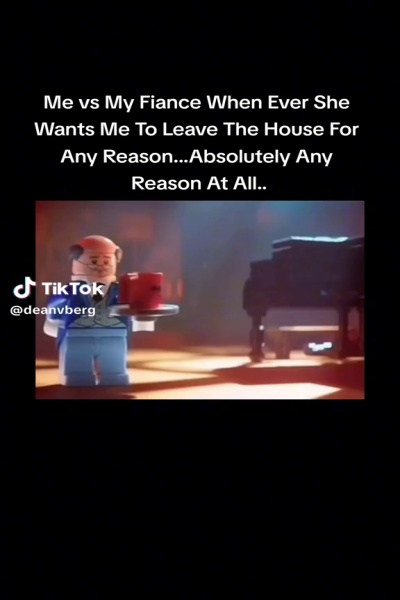 Me vs My Fiance When Ever She
Wants Me To Leave The House For
Any Reason...Absolutely Any
Reason At All..
TikTok
@deanvberg